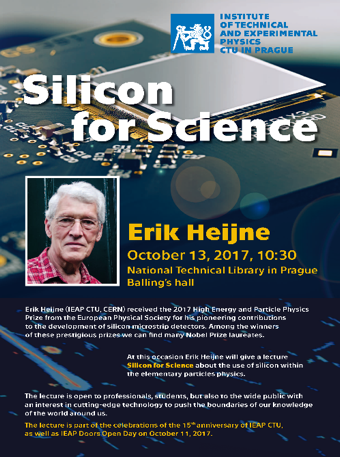 INSTITUTE
OF TECHNICAL
AND EXPERIMENTAL
PHYSICS
CTU IN PRAGUE
Silicon
for Science
Erik Heijne
October 13, 2017, 10:30
National Technical Library in Prague
Balling's hall
Erik Heijne (IEAP CTU, CERN) received the 2017 High Energy and Particle Physics
Prize from the European Physical Society for his pioneering contributions
to the development of silicon microstrip detectors. Among the winners
of these prestigious prizes we can find many Nobel Prize laureates.
At this occasion Erik Heijne will give a lecture
Silicon for Science about the use of silicon within
the elementary particles physics.
The lecture is open to professionals, students, but also to the wide public with
an interest in cutting-edge technology to push the boundaries of our knowledge
of the world around us.
The lecture is part of the celebrations of the 15th anniversary of IEAP CTU,
as well as IEAP Doors Open Day on October 11, 2017.